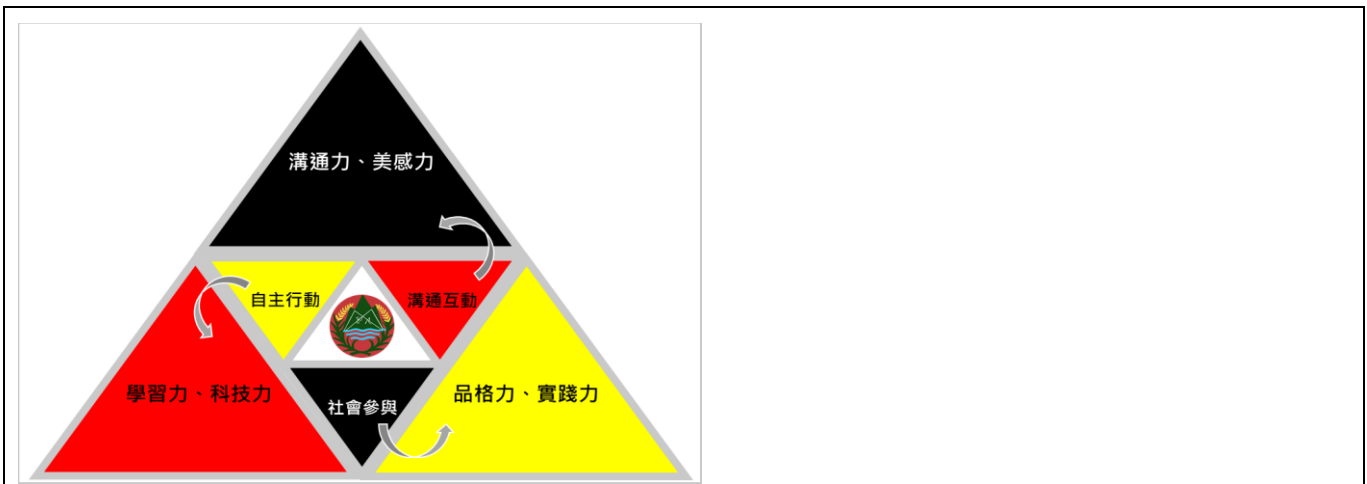 溝通力、美感力
自主行動
溝通互動
學習力、科技力
社會參與
品格力、實踐力